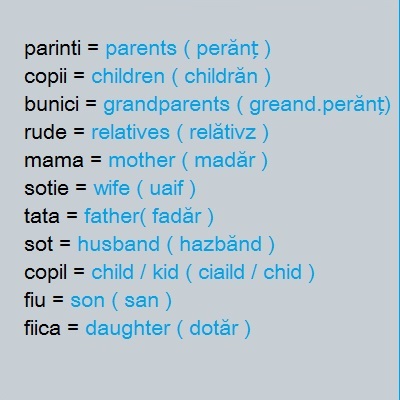 parinti = parents ( perănț )
copii = children ( childrăn )
bunici = grandparents ( greand.perănț)
rude = relatives ( relătivz )
mama = mother ( madăr )
sotie = wife ( uaif )
tata = father( fadăr )
sot = husband ( hazbănd )
copil = child / kid ( ciaild / chid )
fiu = son ( san )
fiica = daughter ( dotăr )